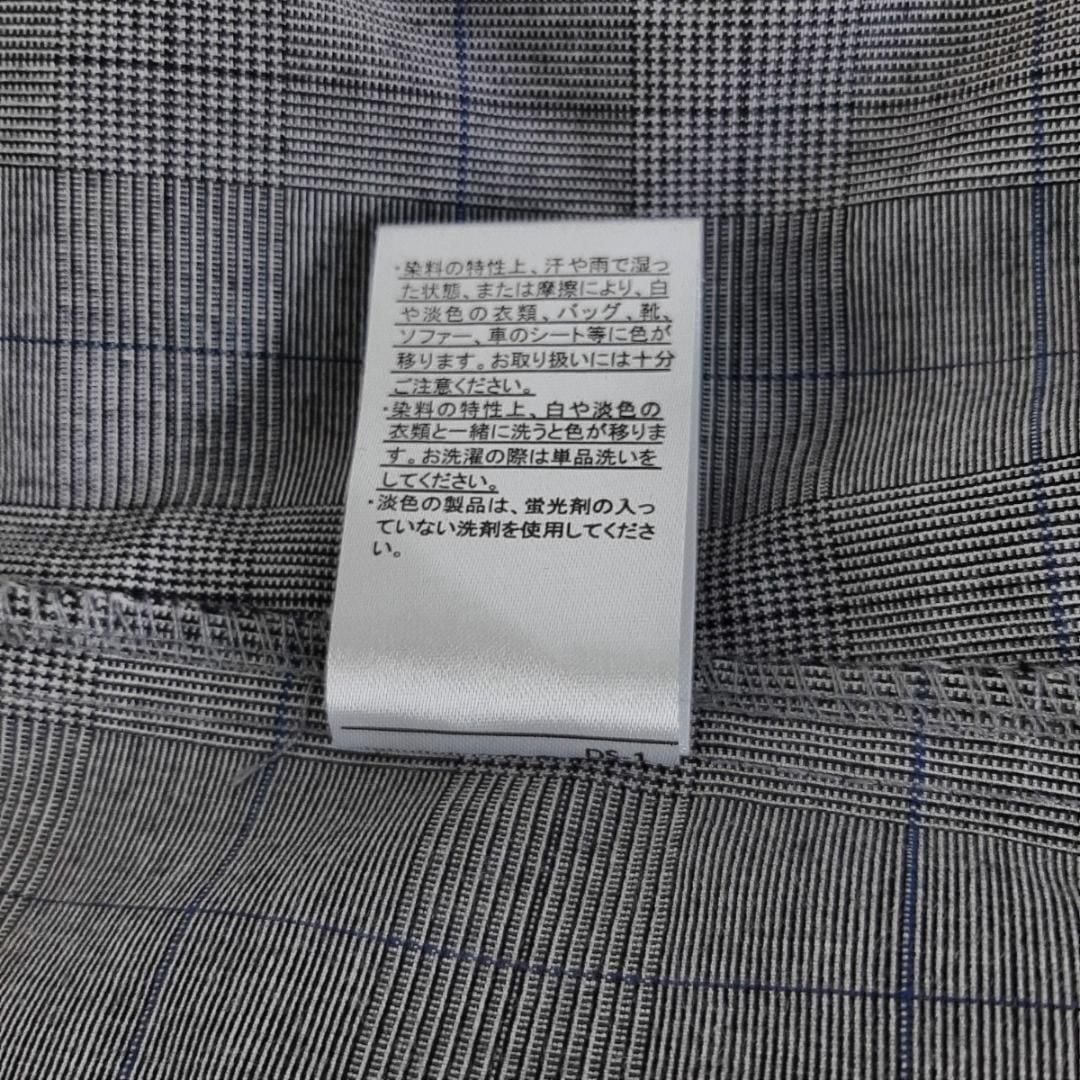 ・染料の特性上、汗や雨で湿っ
た状態、または摩擦により、白
や淡色の衣類、バッグ、靴、
ソファー、車のシート等に色が
移ります。お取り扱いには十分
ご注意ください。
・染料の特性上、白や淡色の
衣類と一緒に洗うと色が移りま
す。お洗濯の際は単品洗いを
してください。
・淡色の製品は、蛍光剤の入っ
ていない洗剤を使用してくださ
い。
DS-1